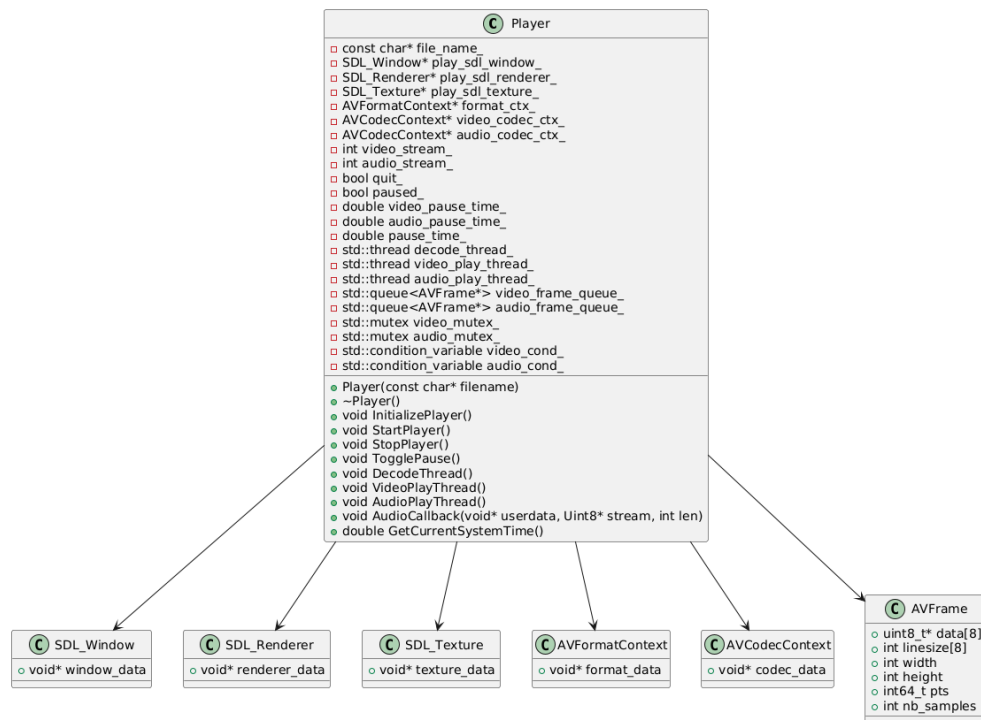 C Player
const char* file_name_
SDL_Window* play_sdl_window_
SDL_Renderer* play_sdl_renderer_
SDL_Texture* play_sdl_texture_
AVFormatContext* format_ctx_
AVCodecContext* video_codec_ctx_
AVCodecContext* audio_codec_ctx_
int video_stream_
int audio_stream_
bool quit_
bool paused_
double video_pause_time_
double audio_pause_time_
double pause_time_
std::thread decode_thread_
std::thread video_play_thread_
std::thread audio_play_thread_
std::queue<AVFrame*> video_frame_queue_
std::queue<AVFrame*> audio_frame_queue_
std::mutex video_mutex_
std::mutex audio_mutex_
std::condition_variable video_cond_
std::condition_variable audio_cond_
Player(const char* filename)
~Player()
void InitializePlayer()
void StartPlayer()
void StopPlayer()
void TogglePause()
void DecodeThread()
void VideoPlayThread()
void AudioPlayThread()
void AudioCallback(void* userdata, Uint8* stream, int len)
double GetCurrentSystemTime()
C SDL_Window
void* window_data
C SDL_Renderer
void* renderer_data
C SDL_Texture
void* texture_data
C AVFormatContext
void* format_data
C AVCodecContext
void* codec_data
C AVFrame
uint8_t* data[8]
int linesize[8]
int width
int height
int64_t pts
int nb_samples